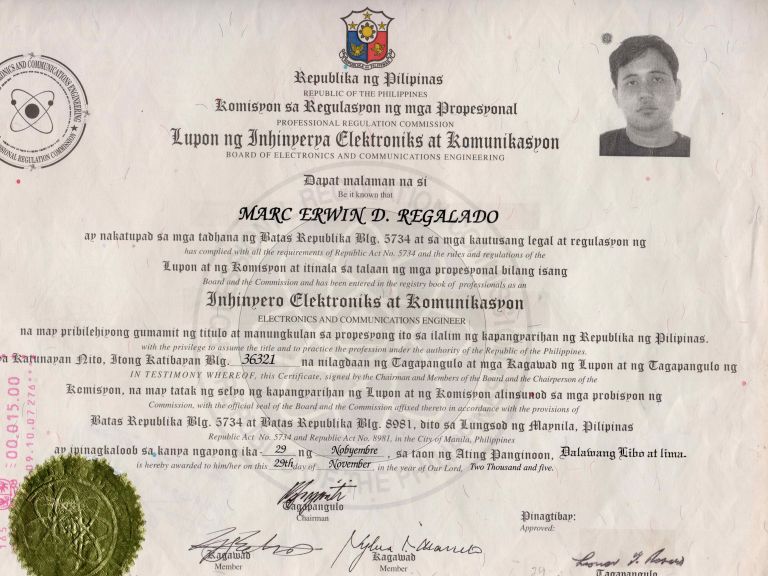 Republika ng Pilipinas
REPUBLIC OF THE PHILIPPINES
Komisyon sa Regulasyon ng mga Propesyonal
PROFESSIONAL REGULATION COMMISSION
Lupon ng Inhinyerya Elektroniks at Komunikasyon
BOARD OF ELECTRONICS AND COMMUNICATIONS ENGINEERING
Dapat malaman na si
Be it known that
MARC ERWIN D. REGALADO
ay nakatupad sa mga tadhana ng Batas Republika Blg. 5734 at sa mga kautusang legal at regulasyon ng
has complied with all the requirements of Republic Act No. 5734 and the rules and regulations of the
Lupon at ng Komisyon at itinala sa talaan ng mga propesyonal bilang isang
Board and the Commission and has been entered in the registry book of professionals as an
Inhinyero Elektroniks at Komunikasyon
ELECTRONICS AND COMMUNICATIONS ENGINEER
na may pribilehiyong gumamit ng titulo at manungkulan sa propesyong ito sa ilalim ng kapangyarihan ng Republika ng Pilipinas.
with the privilege to assume the title and to practice the profession under the authority of the Republic of the Philippines.
Katunayan Nito, Itong Katibayan Blg. 36321 na nilagdaan ng Tagapangulo at mga Kagawad ng Lupon at ng Tagapangulo ng
IN TESTIMONY WHEREOF, this Certificate, signed by the Chairman and Members of the Board and the Chairperson of the
Komisyon, na may tatak ng selyo ng kapangyarihan ng Lupon at ng Komisyon alinsunod sa mga probisyon ng
Commission, with the official seal of the Board and the Commission affixed thereto in accordance with the provisions of
Batas Republika Blg. 5734 at Batas Republika Blg. 8981, dito sa Lungsod ng Maynila, Pilipinas
Republic Act No. 5734 and Republic Act No. 8981, in the City of Manila, Philippines
ay ipinagkaloob sa kanya ngayong ika- 29 ng Nobyembre, sa taon ng Ating Panginoon, Dalawang Libo at lima-
is hereby awarded to him/her on this 29th day of November in the year of Our Lord, Two Thousand and five.
Tagapangulo
Chairman
Pinagtibay:
Approved:
Kagawad
Member
Kagawad
Member
Tagapangulo
00.015.00